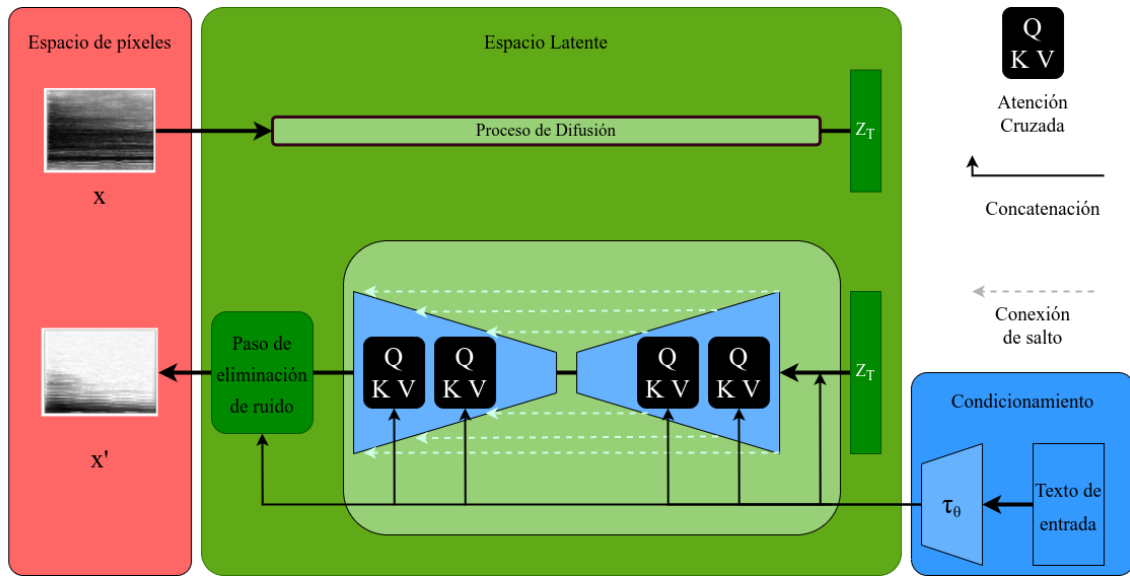 Espacio de píxeles
x
x'
Espacio Latente
Proceso de Difusión
Z_T
Paso de
eliminación
de ruido
Q
K V
Q
K V
Q
K V
Q
K V
Z_T
Condicionamiento
τ_θ
Texto de
entrada
Q
K V
Atención
Cruzada
Concatenación
Conexión
de salto